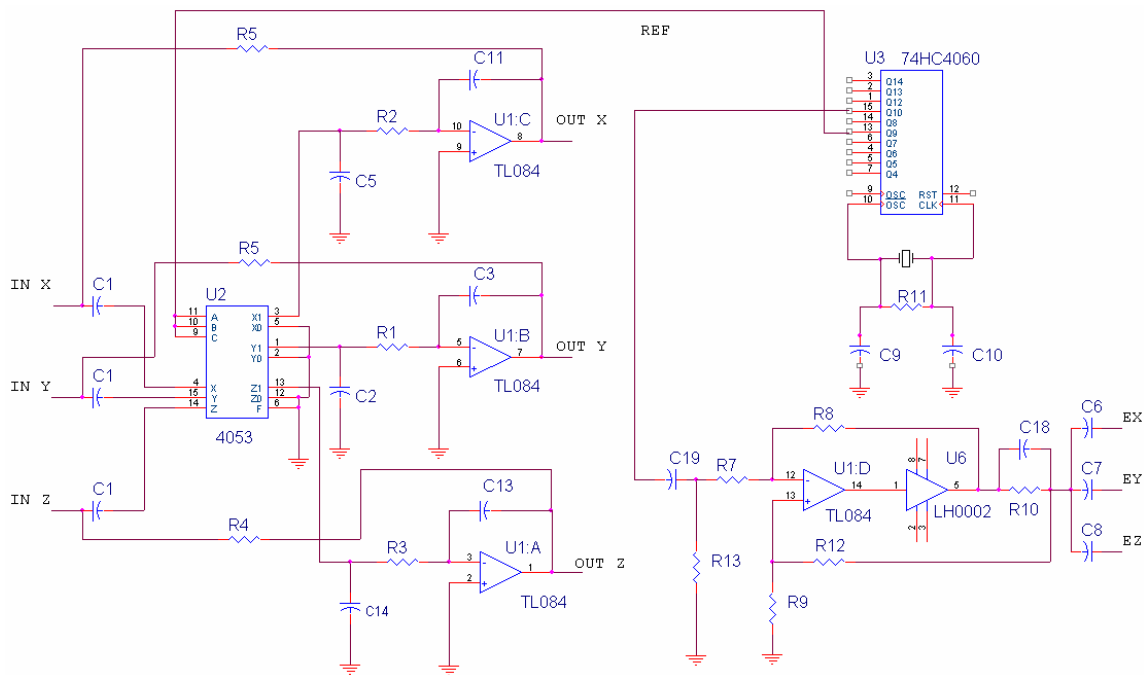 REF
R5
C11
U3 74HC4060
3 Q14
2 Q13
1 Q12
15 Q10
14 Q8
13 Q9
6 Q7
4 Q6
5 Q5
7 Q4
9 OSC RST 12
10 OSC CLK 11
R2
10 -
9 +
U1:C
8
OUT X
TL084
C5
R5
C3
IN X
C1
U2
11 A X1 3
10 B X0 5
9 C
Y1 1
Y0 2
4 X Z1 13
15 Y Z0 12
14 Z F 6
4053
R1
5 -
6 +
U1:B
7
OUT Y
TL084
C2
IN Y
C1
R11
C9
C10
IN Z
C1
R4
C13
R3
3 -
2 +
U1:A
1
OUT Z
TL084
C14
R8
C19
R7
12 -
13 +
U1:D
14
TL084
8 7
U6
1
5
LH0002
2 3
C18
R10
C6
EX
C7
EY
C8
EZ
R13
R12
R9